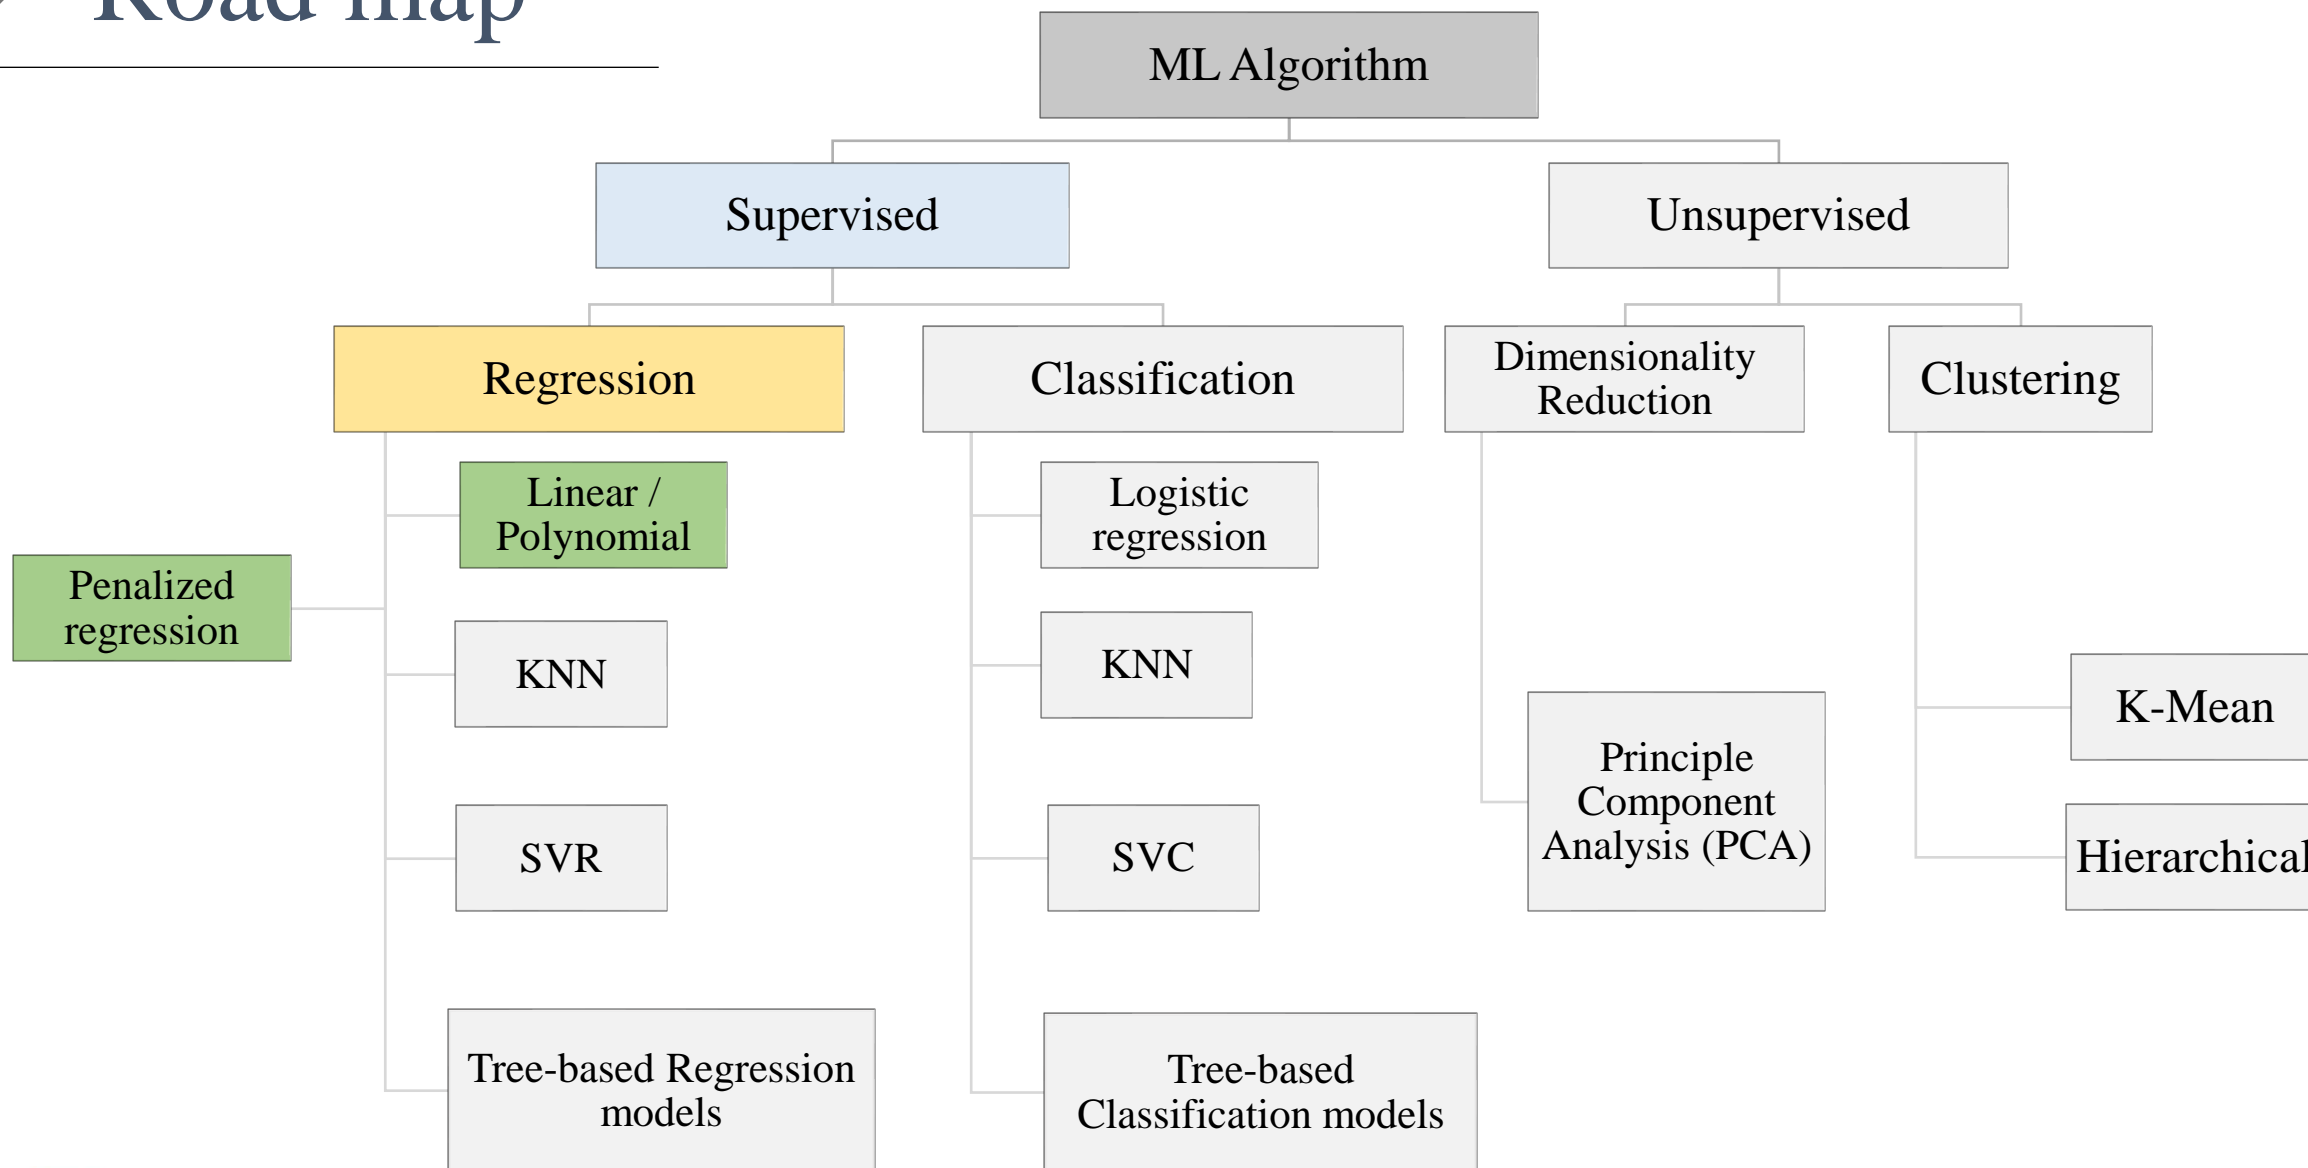 Road map
ML Algorithm
Supervised
Unsupervised
Regression
Classification
Dimensionality
Reduction
Clustering
Linear /
Polynomial
Penalized
regression
KNN
SVR
Tree-based Regression
models
Logistic
regression
KNN
SVC
Tree-based
Classification models
Principle
Component
Analysis (PCA)
K-Mean
Hierarchical